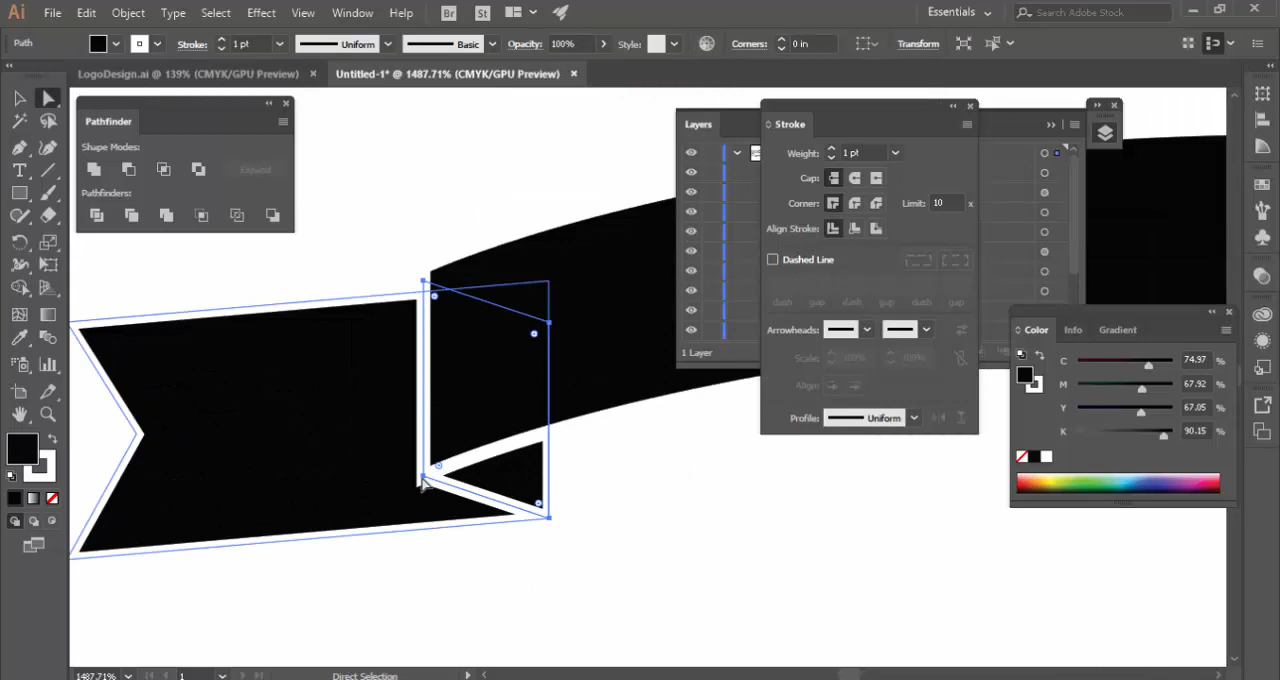 Ai File Edit Object Type Select Effect View Window Help Br St Essentials Search Adobe Stock
Path Stroke: 1 pt Uniform Basic Opacity: 100% Style: Corners: 0 in Transform
LogoDesign.ai @ 139% (CMYK/GPU Preview) × Untitled-1* @ 1487.71% (CMYK/GPU Preview) ×
Pathfinder
Shape Modes:
Expand
Pathfinders:
Layers
1 Layer
Stroke
Weight: 1 pt
Cap:
Corner: Limit: 10 x
Align Stroke:
Dashed Line
dash gap dash gap dash gap
Arrowheads:
Scale: 100% 100%
Align:
Profile: Uniform
Color Info Gradient
C 74.97 %
M 67.92 %
Y 67.05 %
K 90.15 %
1487.71% 1 Direct Selection